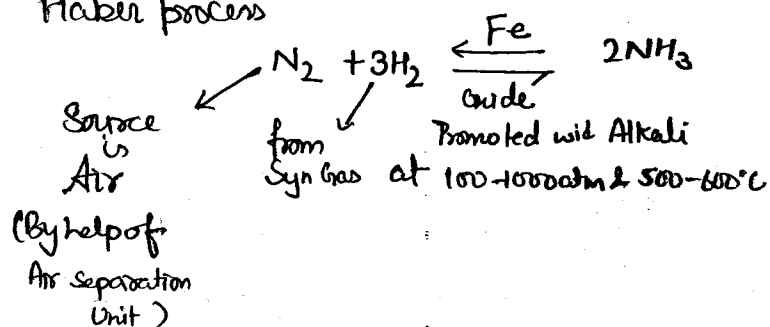 Haber process
Fe
N₂ + 3H₂ ⇌ 2NH₃
oxide
Source from Promoted wid Alkali
is
Air Syn Gas at 100-1000atm & 500-600°C
(By help of
Air separation
Unit)